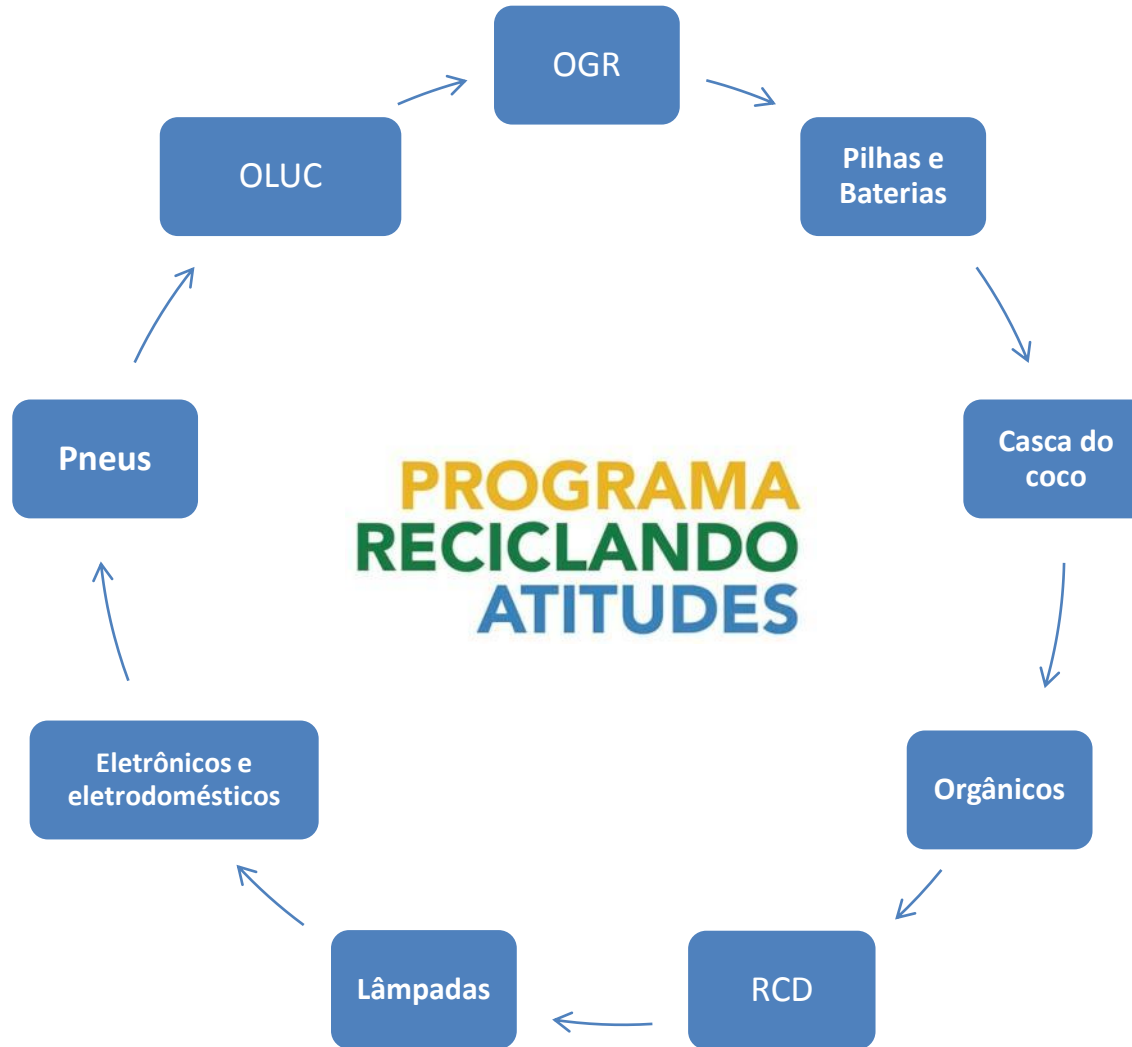 OGR
Pilhas e
Baterias
Casca do
coco
Orgânicos
RCD
Lâmpadas
Eletrônicos e
eletrodomésticos
Pneus
OLUC
PROGRAMA
RECICLANDO
ATITUDES